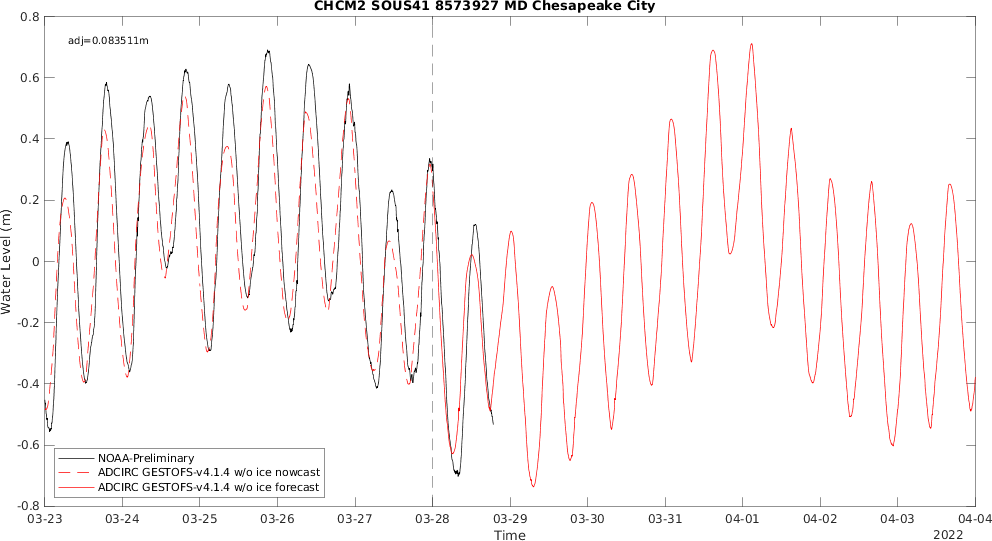 CHCM2 SOUS41 8573927 MD Chesapeake City
adj=0.083511m
0.8
0.6
0.4
0.2
0
-0.2
-0.4
-0.6
-0.8
Water Level (m)
NOAA-Preliminary
ADCIRC GESTOFS-v4.1.4 w/o ice nowcast
ADCIRC GESTOFS-v4.1.4 w/o ice forecast
03-23 03-24 03-25 03-26 03-27 03-28 03-29 03-30 03-31 04-01 04-02 04-03 04-04
Time
2022